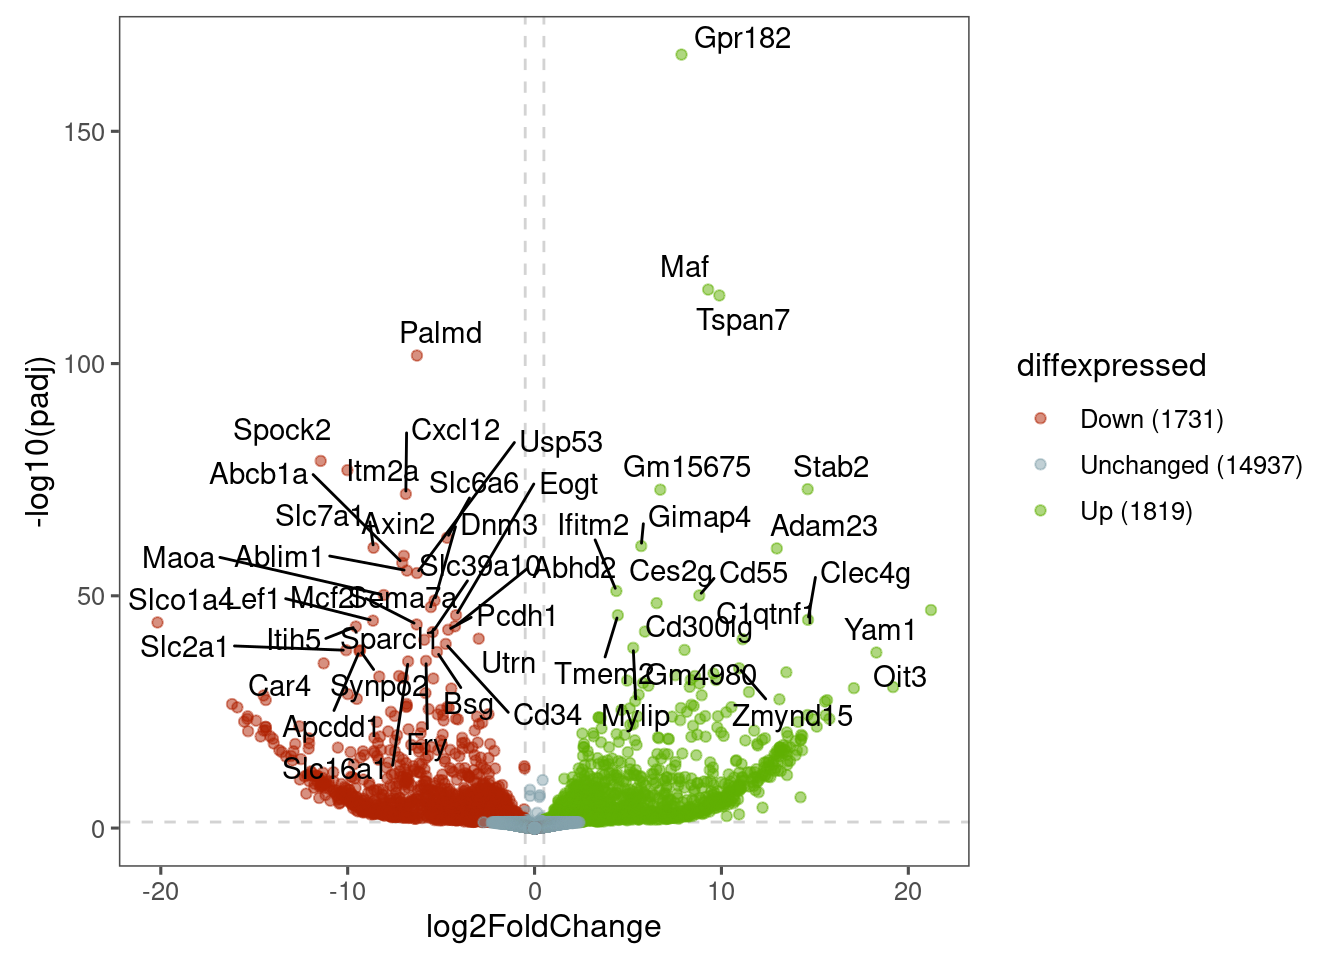 Gpr182
150
Maf
Tspan7
Palmd
100
-log10(padj)
diffexpressed
Down (1731)
Unchanged (14937)
Up (1819)
Spock2
Cxcl12
Usp53
Abcb1a
Itm2a
Slc6a6
Eogt
Gm15675
Stab2
Slc7a1
Axin2
Dnm3
Ifitm2
Gimap4
Adam23
Maoa
Ablim1
Slc39a10
Abhd2
Ces2g
Cd55
Clec4g
50
Slco1a4
Lef1
Mcf2l
Sema7a
Pcdh1
C1qtnf1
Cd300lg
Yam1
Slc2a1
Itih5
Sparcl1
Utrn
Tmem2
Gm4980
Oit3
Car4
Synpo2
Bsg
Cd34
Mylip
Zmynd15
Apcdd1
Fry
Slc16a1
0
-20
-10
0
10
20
log2FoldChange